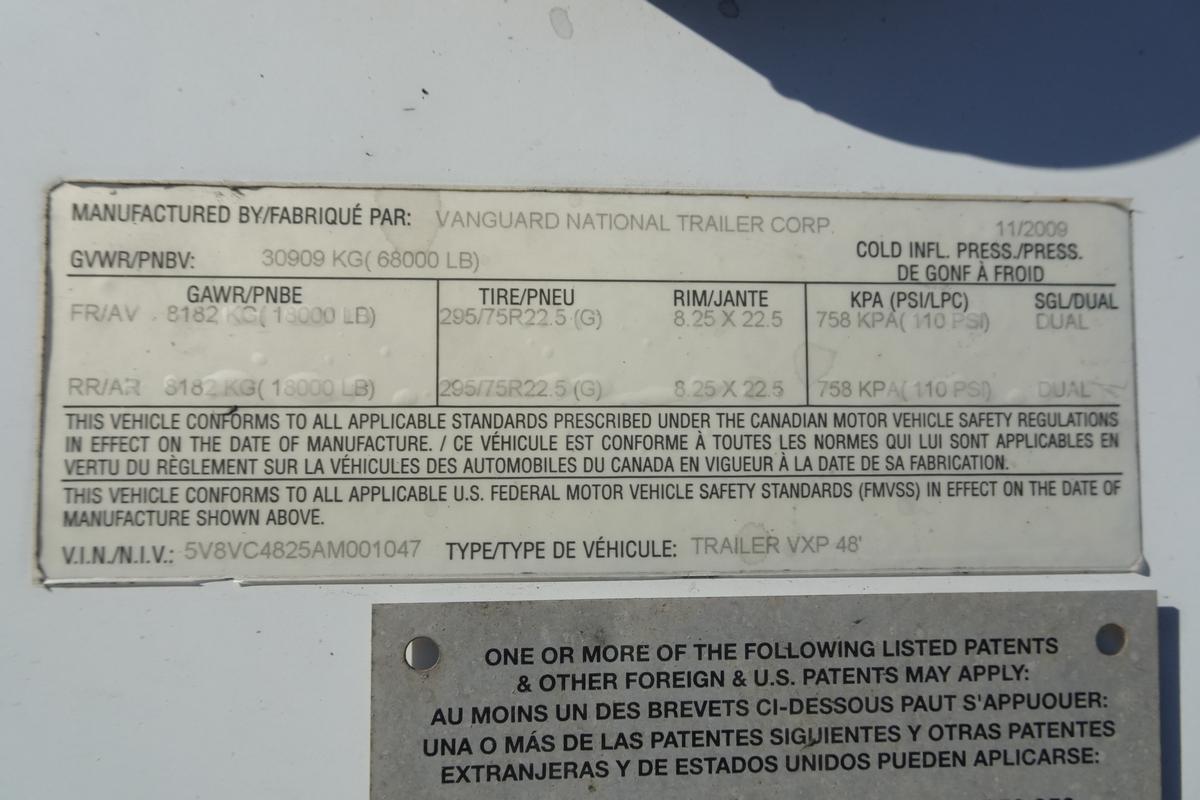 MANUFACTURED BY/FABRIQUÉ PAR: VANGUARD NATIONAL TRAILER CORP. 11/2009
GVWR/PNBV: 30909 KG( 68000 LB) COLD INFL. PRESS./PRESS.
DE GONF À FROID
GAWR/PNBE TIRE/PNEU RIM/JANTE KPA (PSI/LPC) SGL/DUAL
FR/AV 8182 KG( 18000 LB) 295/75R22.5 (G) 8.25 X 22.5 758 KPA( 110 PSI) DUAL
RR/AR 8182 KG( 18000 LB) 295/75R22.5 (G) 8.25 X 22.5 758 KPA( 110 PSI) DUAL
THIS VEHICLE CONFORMS TO ALL APPLICABLE STANDARDS PRESCRIBED UNDER THE CANADIAN MOTOR VEHICLE SAFETY REGULATIONS
IN EFFECT ON THE DATE OF MANUFACTURE. / CE VÉHICULE EST CONFORME À TOUTES LES NORMES QUI LUI SONT APPLICABLES EN
VERTU DU RÈGLEMENT SUR LA VÉHICULES DES AUTOMOBILES DU CANADA EN VIGUEUR À LA DATE DE SA FABRICATION.
THIS VEHICLE CONFORMS TO ALL APPLICABLE U.S. FEDERAL MOTOR VEHICLE SAFETY STANDARDS (FMVSS) IN EFFECT ON THE DATE OF
MANUFACTURE SHOWN ABOVE.
V.I.N./N.I.V.: 5V8VC4825AM001047 TYPE/TYPE DE VÉHICULE: TRAILER VXP 48'
ONE OR MORE OF THE FOLLOWING LISTED PATENTS
& OTHER FOREIGN & U.S. PATENTS MAY APPLY:
AU MOINS UN DES BREVETS CI-DESSOUS PAUT S'APPUOUER:
UNA O MÁS DE LAS PATENTES SIGUIENTES Y OTRAS PATENTES
EXTRANJERAS Y DE ESTADOS UNIDOS PUEDEN APLICARSE: